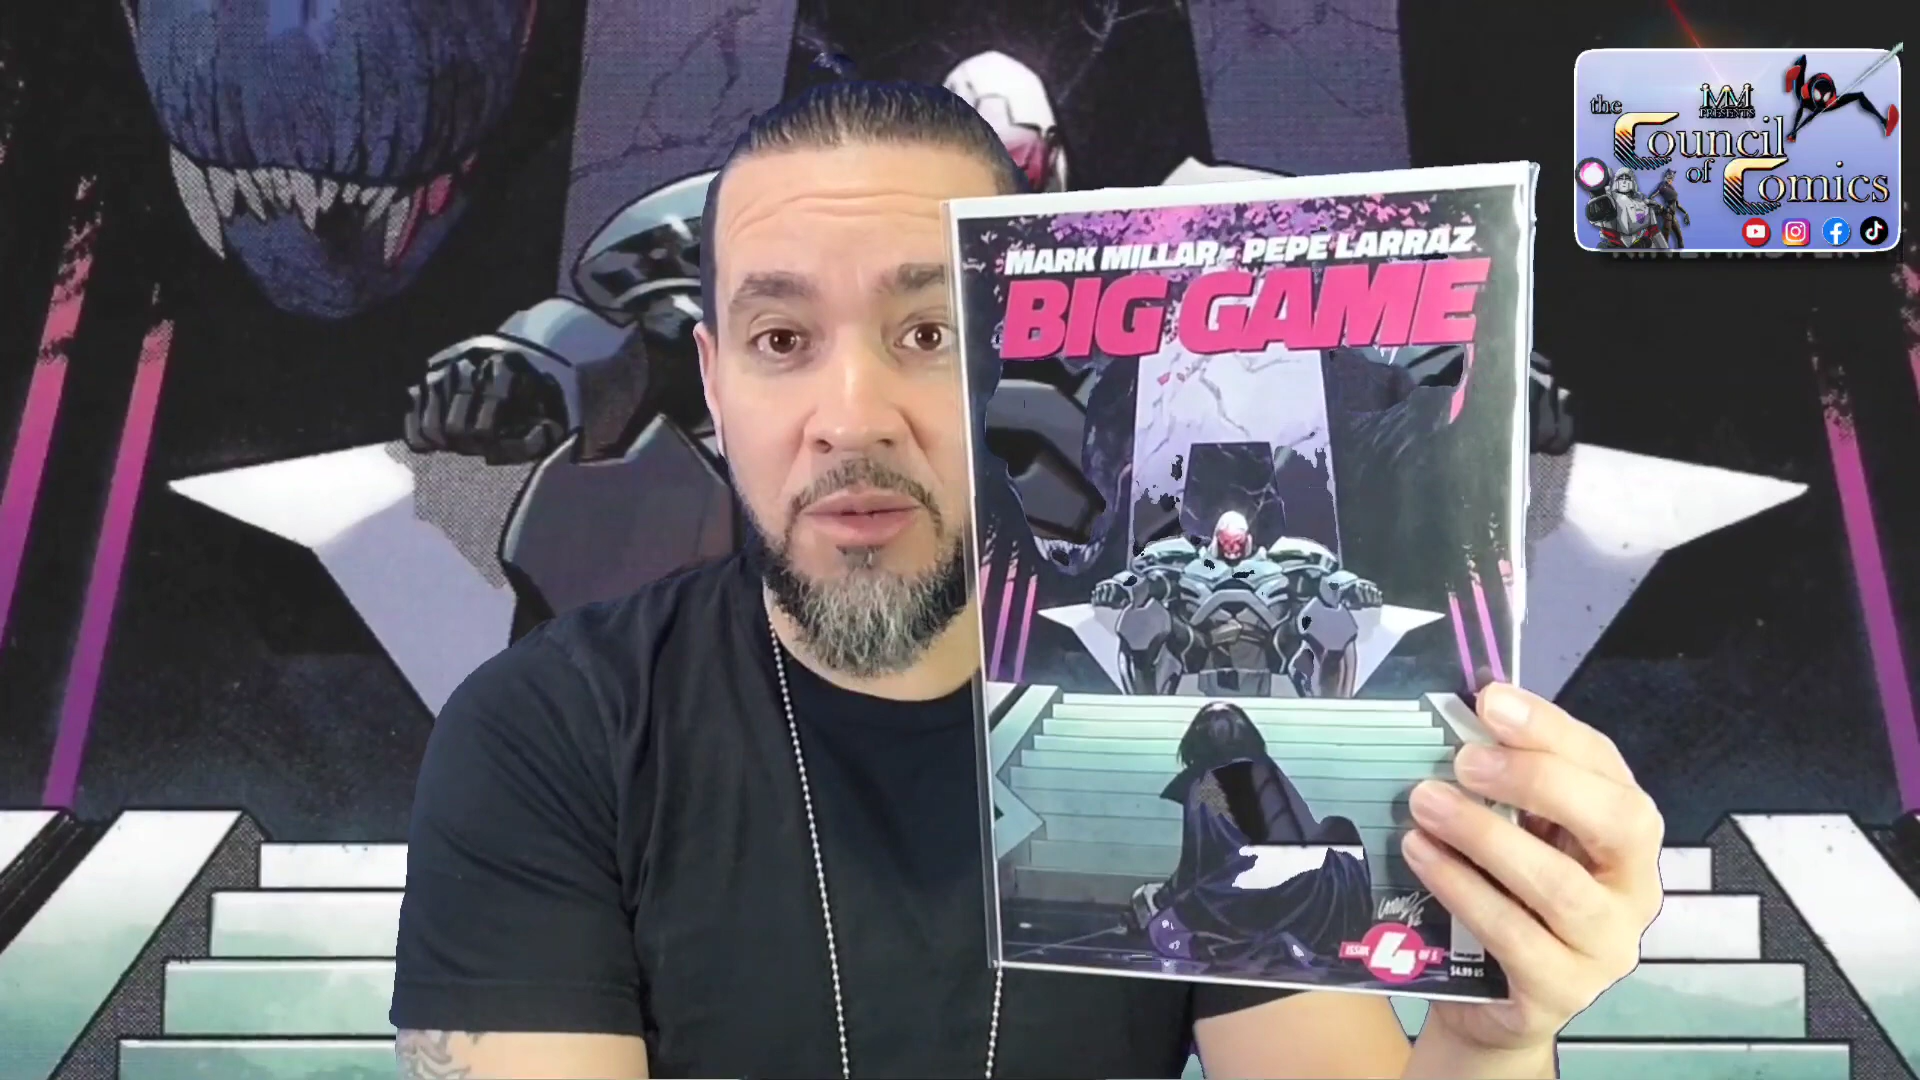 MARK MILLAR · PEPE LARRAZ
BIG GAME
ISSUE
4
OF 5
image
$4.99 US
the
MM
PRESENTS
Council
of
Comics